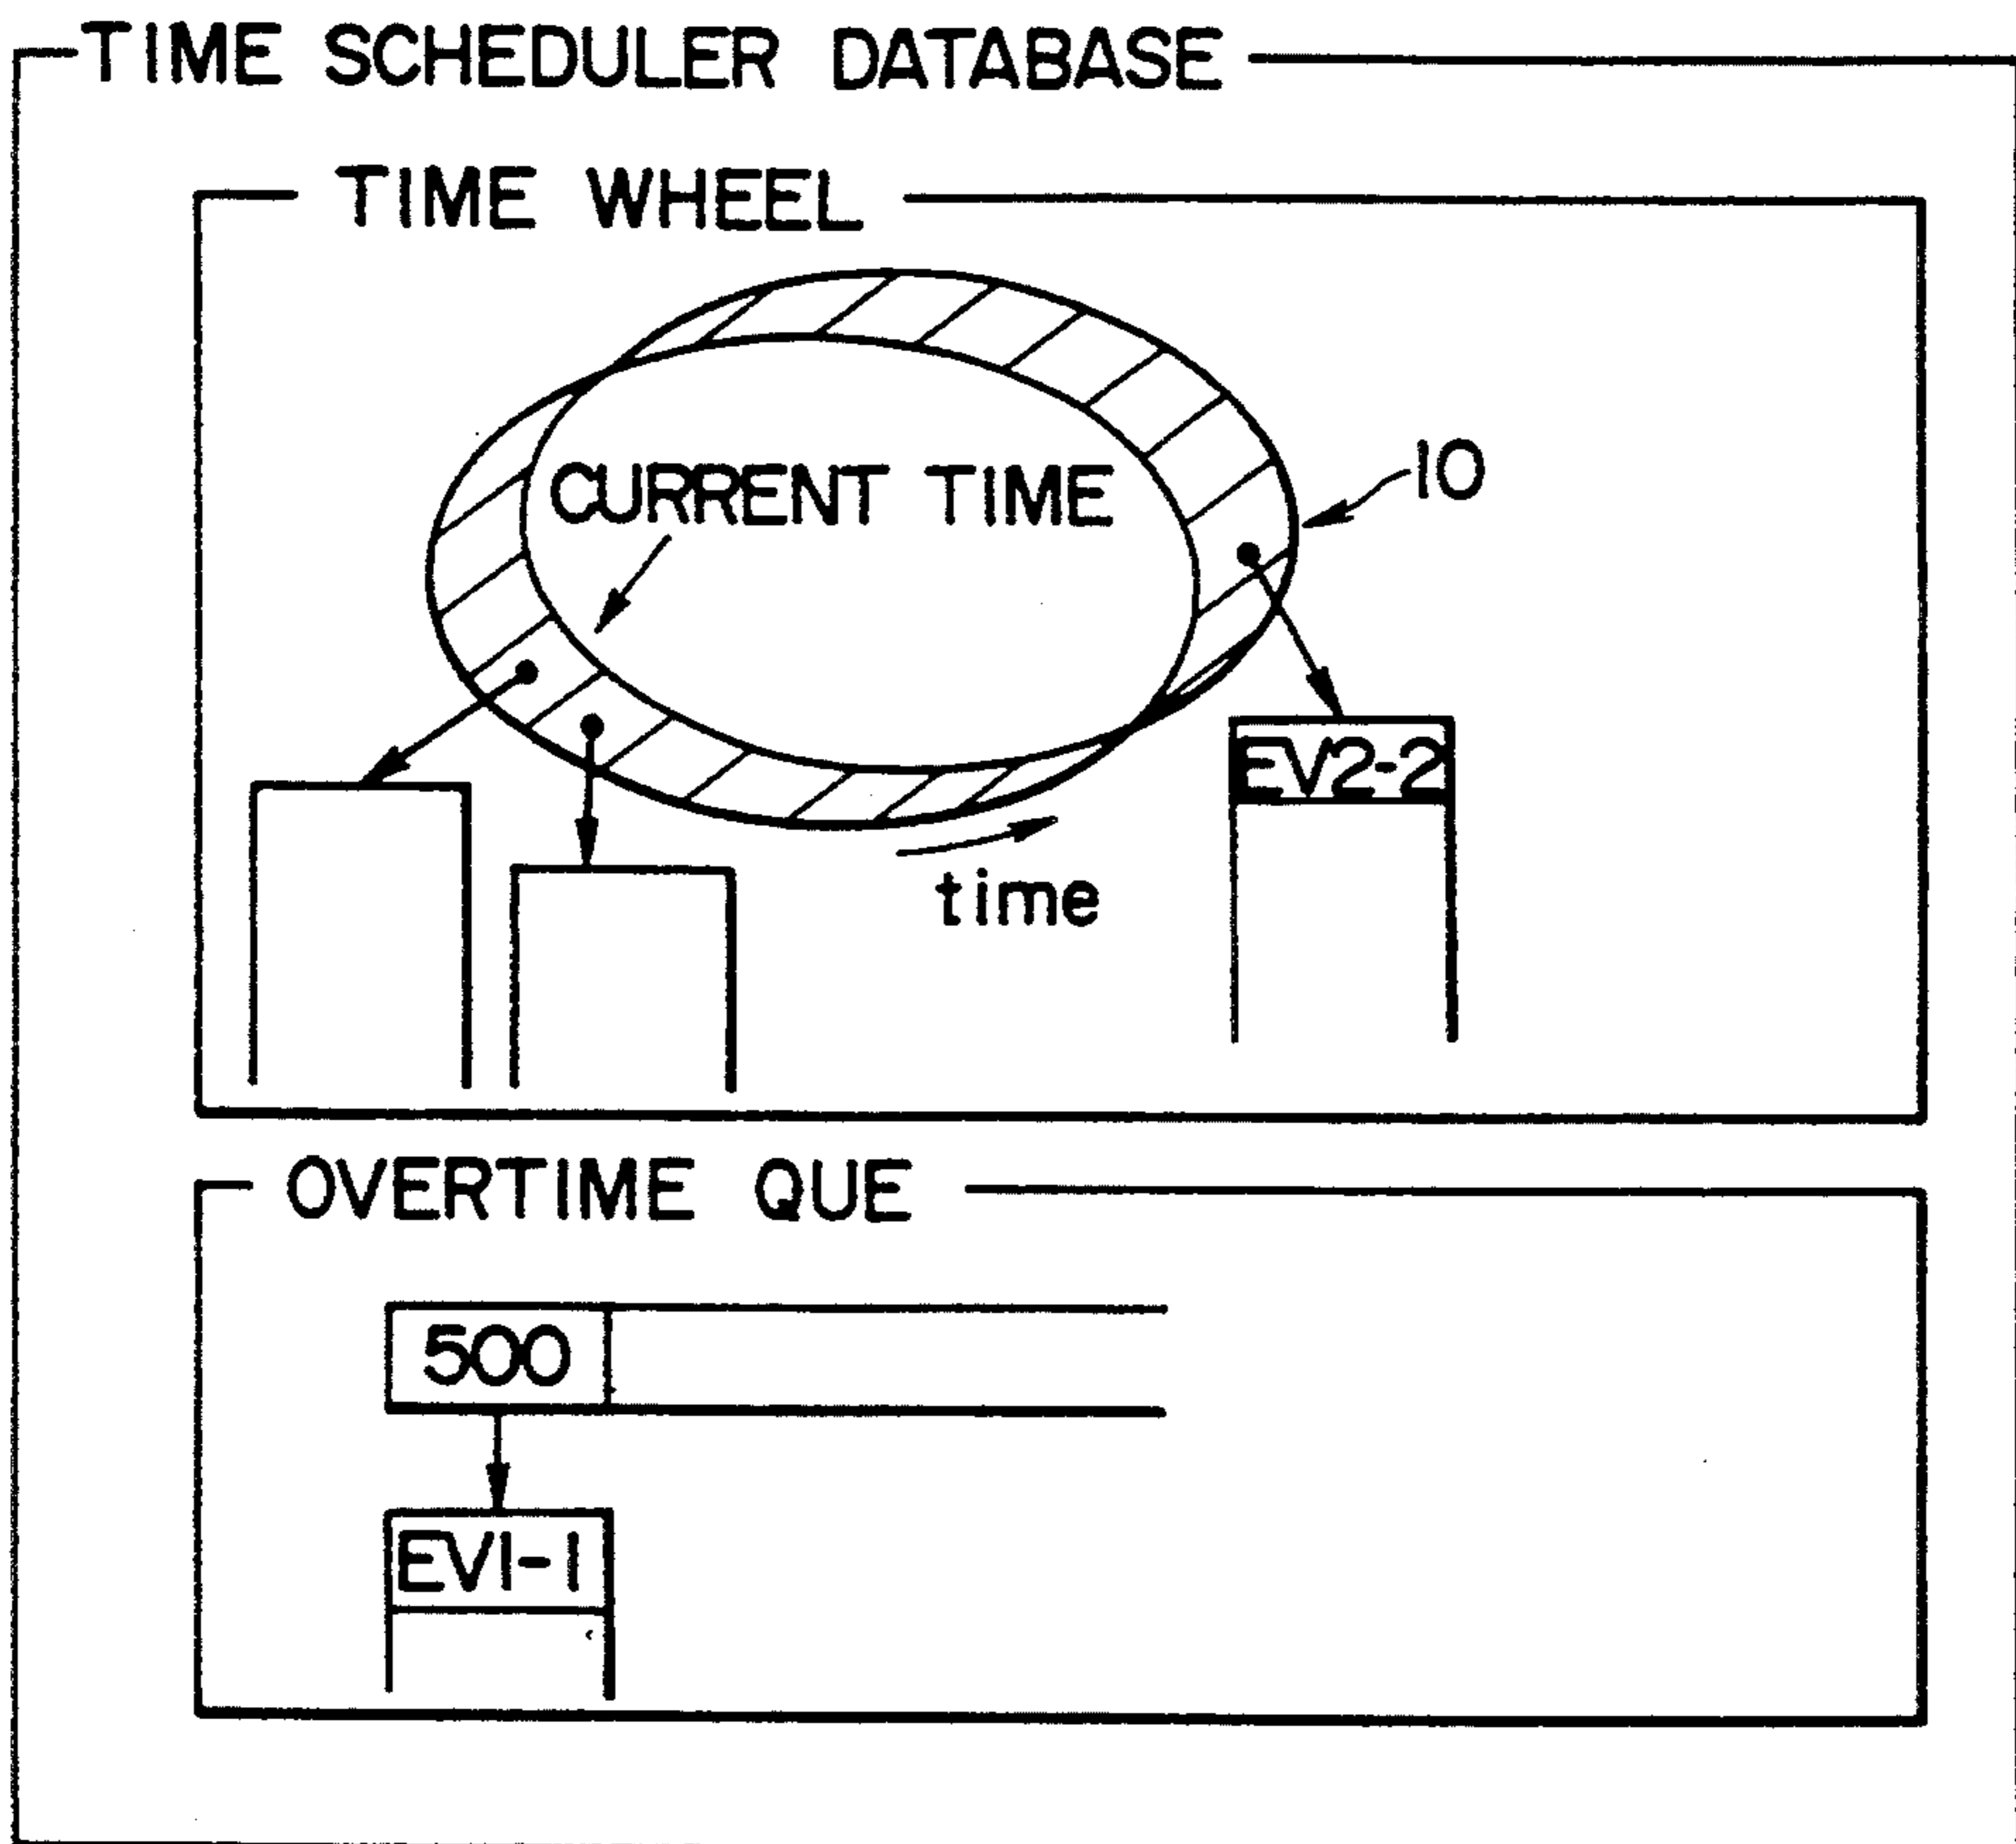 TIME SCHEDULER DATABASE
TIME WHEEL
CURRENT TIME
10
EV2-2
time
OVERTIME QUE
500
EV1-1